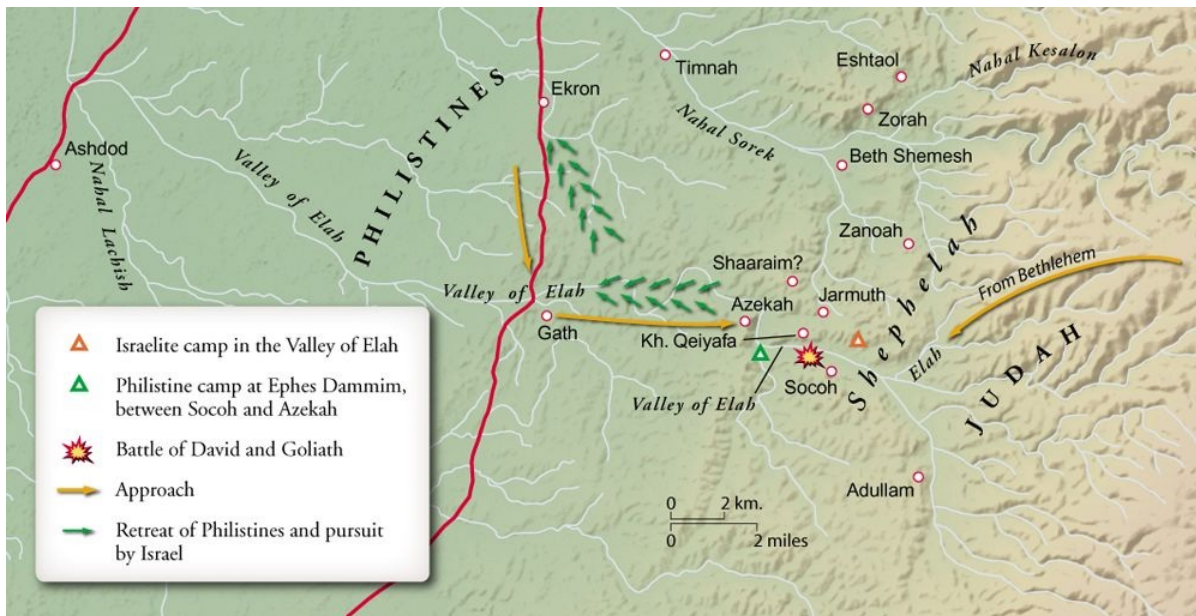 Timnah
Eshtaol
Nahal Kesalon
Ekron
Zorah
PHILISTINES
Nahal Sorek
Ashdod
Beth Shemesh
Nahal Lachish
Valley of Elah
Zanoah
Shephelah
From Bethlehem
Shaaraim?
Valley of Elah
Azekah
Jarmuth
Gath
Kh. Qeiyafa
Elah
JUDAH
Socoh
Valley of Elah
Adullam
0 2 km.
0 2 miles
Israelite camp in the Valley of Elah
Philistine camp at Ephes Dammim,
between Socoh and Azekah
Battle of David and Goliath
Approach
Retreat of Philistines and pursuit
by Israel